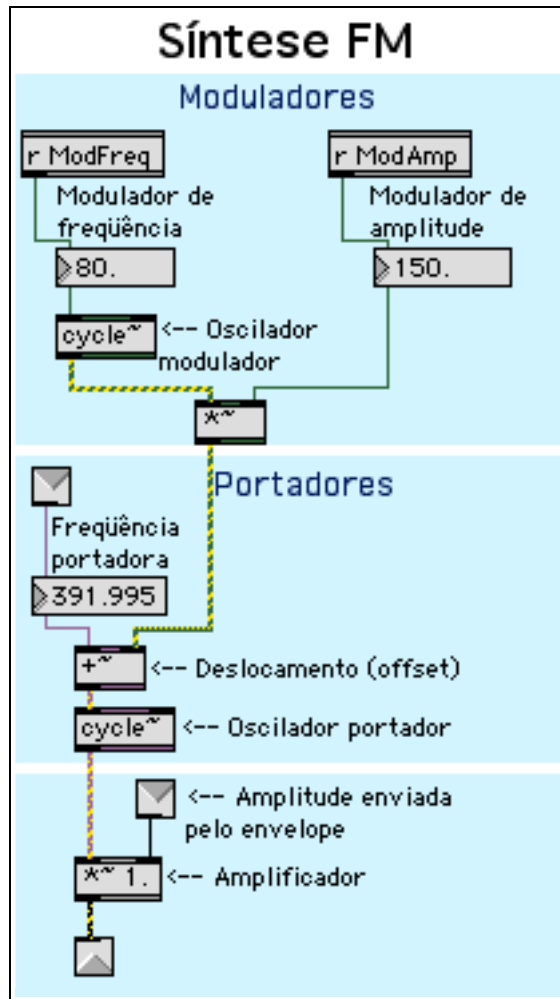 Síntese FM
Moduladores
r ModFreq
r ModAmp
Modulador de
freqüência
Modulador de
amplitude
80.
150.
cycle~
<-- Oscilador
modulador
*~
Portadores
Freqüência
portadora
391.995
+~
<-- Deslocamento (offset)
cycle~
<-- Oscilador portador
<-- Amplitude enviada
pelo envelope
*~ 1.
<-- Amplificador